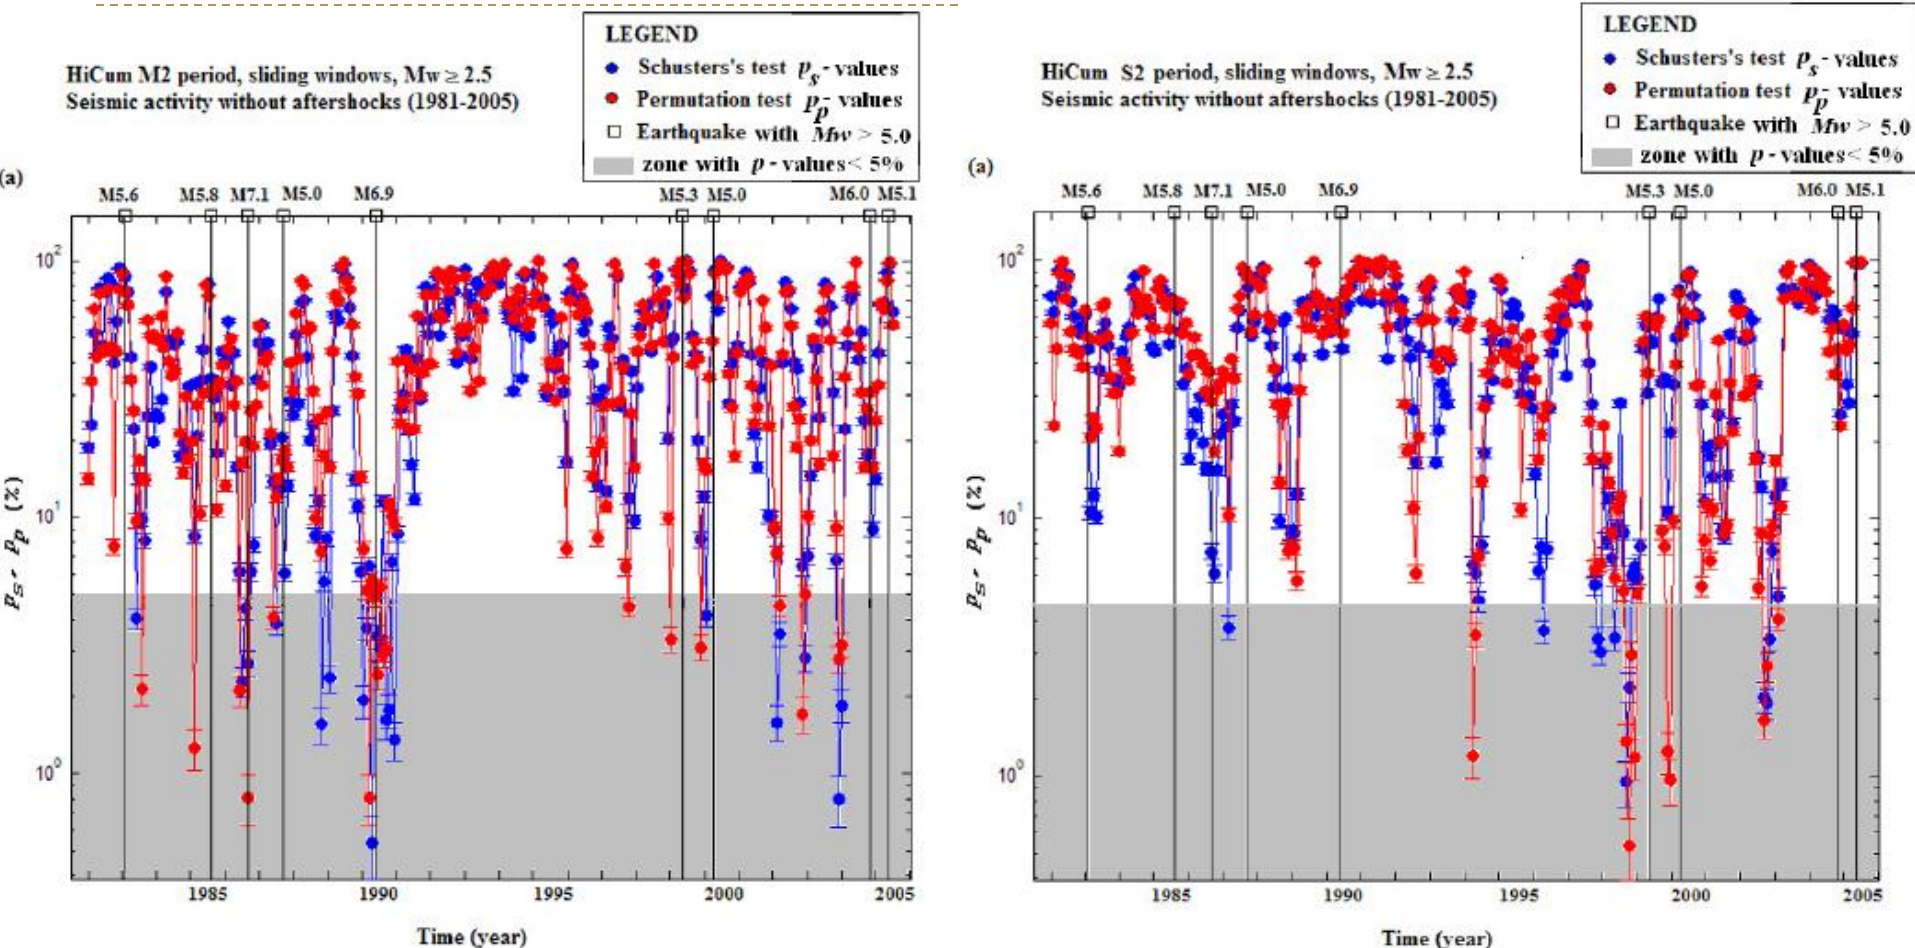 HiCum M2 period, sliding windows, Mw ≥ 2.5
Seismic activity without aftershocks (1981-2005)
LEGEND
Schusters's test pₛ - values
Permutation test pₚ - values
Earthquake with Mw > 5.0
zone with p - values < 5%
(a)
M5.6 M5.8 M7.1 M5.0 M6.9 M5.3 M5.0 M6.0 M5.1
10²
10¹
10⁰
pₛ, pₚ (%)
1985 1990 1995 2000 2005
Time (year)
HiCum S2 period, sliding windows, Mw ≥ 2.5
Seismic activity without aftershocks (1981-2005)
LEGEND
Schusters's test pₛ - values
Permutation test pₚ - values
Earthquake with Mw > 5.0
zone with p - values < 5%
(a)
M5.6 M5.8 M7.1 M5.0 M6.9 M5.3 M5.0 M6.0 M5.1
10²
10¹
10⁰
pₛ, pₚ (%)
1985 1990 1995 2000 2005
Time (year)